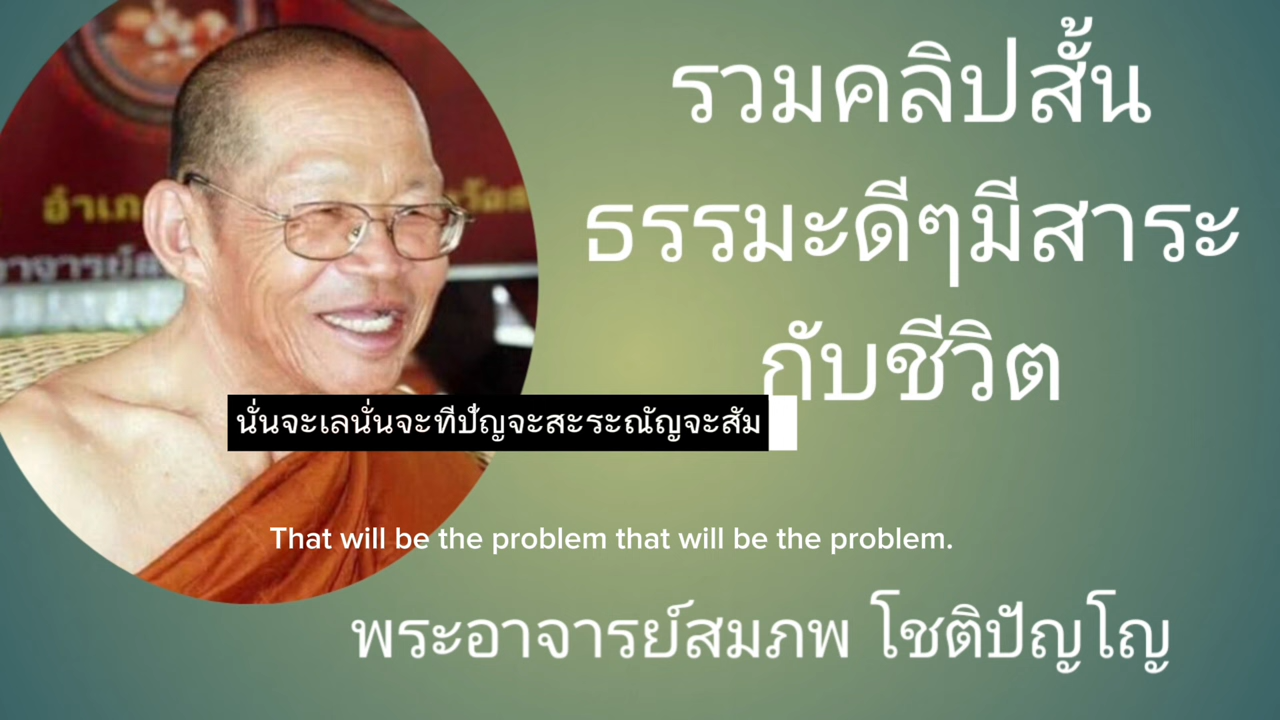 รวมคลิปสั้น
ธรรมะดีๆมีสาระ
กับชีวิต
อำเภ
นั่นจะเลนั่นจะทีปัญจะสะระณัญจะสัม
That will be the problem that will be the problem.
พระอาจารย์สมภพ โชติปัญโญ